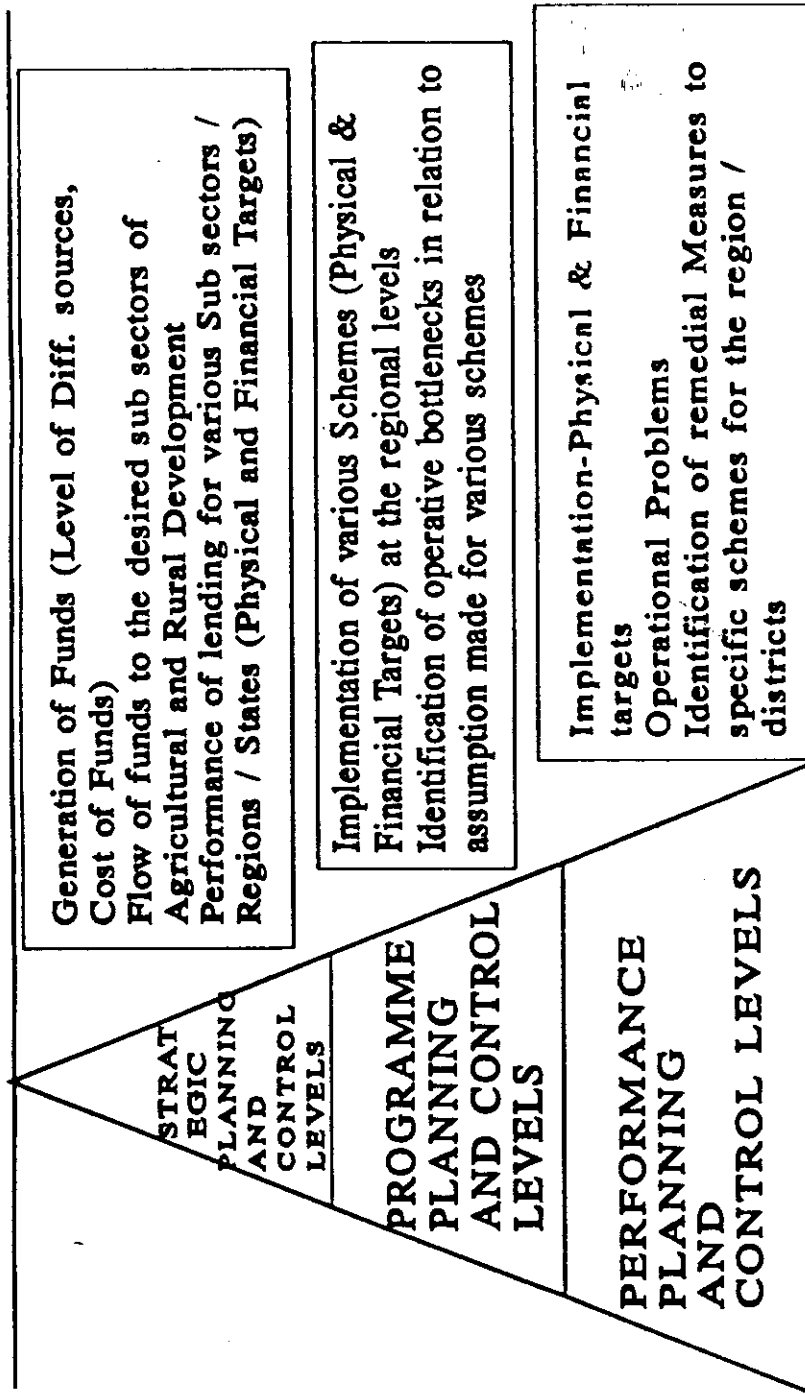 STRAT
EGIC
PLANNING
AND
CONTROL
LEVELS
Generation of Funds (Level of Diff. sources,
Cost of Funds)
Flow of funds to the desired sub sectors of
Agricultural and Rural Development
Performance of lending for various Sub sectors /
Regions / States (Physical and Financial Targets)
PROGRAMME
PLANNING
AND CONTROL
LEVELS
Implementation of various Schemes (Physical &
Financial Targets) at the regional levels
Identification of operative bottlenecks in relation to
assumption made for various schemes
PERFORMANCE
PLANNING
AND
CONTROL LEVELS
Implementation-Physical & Financial
targets
Operational Problems
Identification of remedial Measures to
specific schemes for the region /
districts